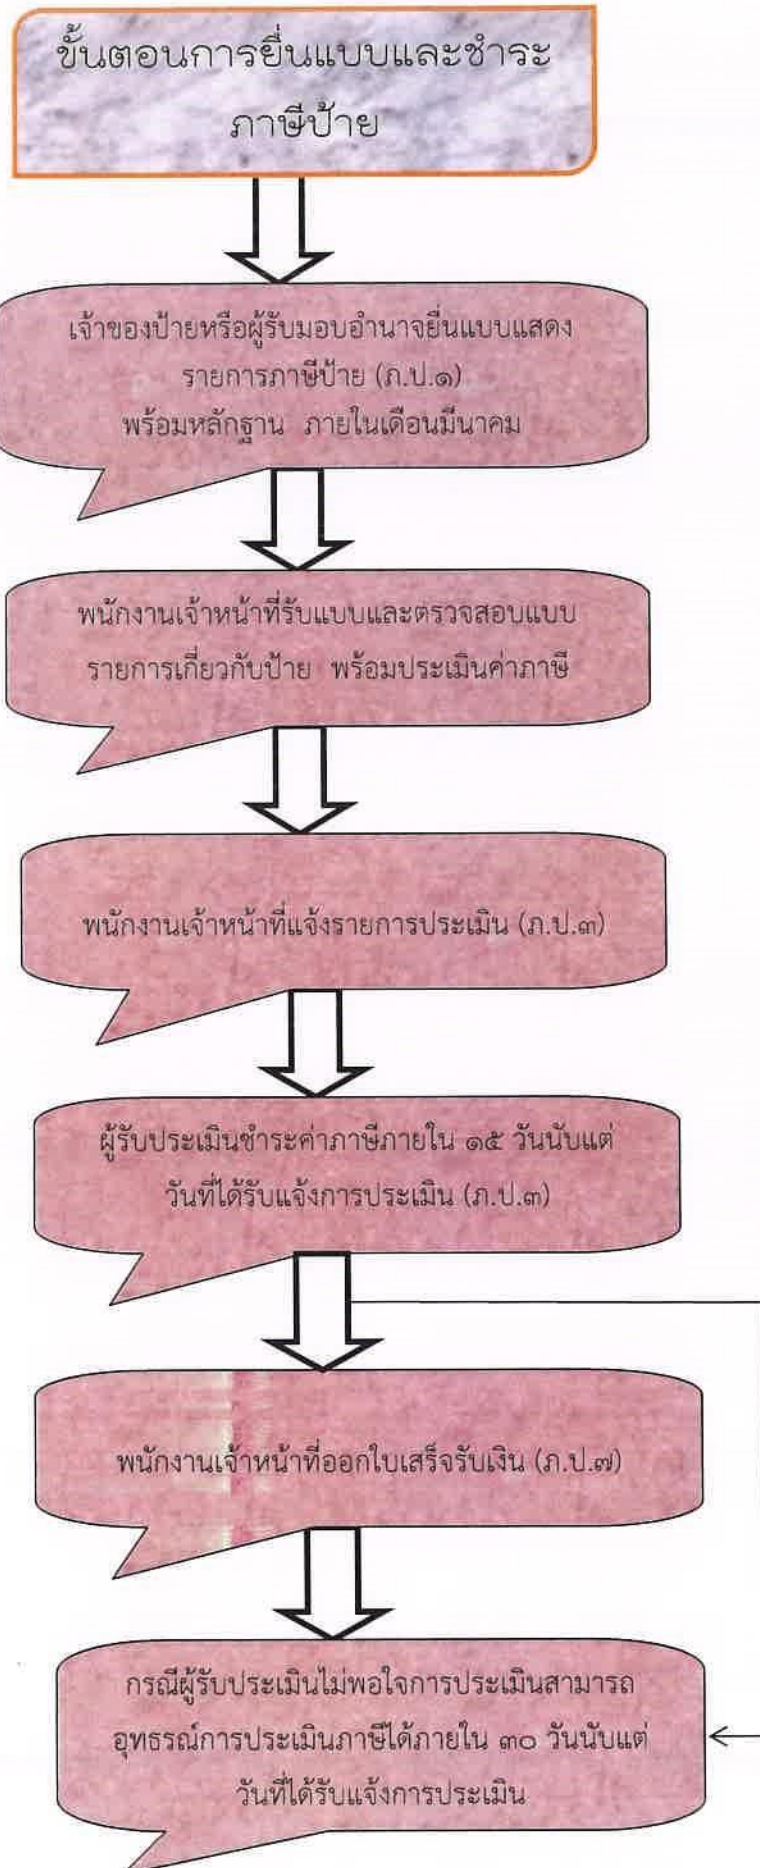 ขั้นตอนการยื่นแบบและชำระ
ภาษีป้าย
เจ้าของป้ายหรือผู้รับมอบอำนาจยื่นแบบแสดง
รายการภาษีป้าย (ภ.ป.๑)
พร้อมหลักฐาน ภายในเดือนมีนาคม
พนักงานเจ้าหน้าที่รับแบบและตรวจสอบแบบ
รายการเกี่ยวกับป้าย พร้อมประเมินค่าภาษี
พนักงานเจ้าหน้าที่แจ้งรายการประเมิน (ภ.ป.๓)
ผู้รับประเมินชำระค่าภาษีภายใน ๑๕ วันนับแต่
วันที่ได้รับแจ้งการประเมิน (ภ.ป.๓)
พนักงานเจ้าหน้าที่ออกใบเสร็จรับเงิน (ภ.ป.๗)
กรณีผู้รับประเมินไม่พอใจการประเมินสามารถ
อุทธรณ์การประเมินภาษีได้ภายใน ๓๐ วันนับแต่
วันที่ได้รับแจ้งการประเมิน